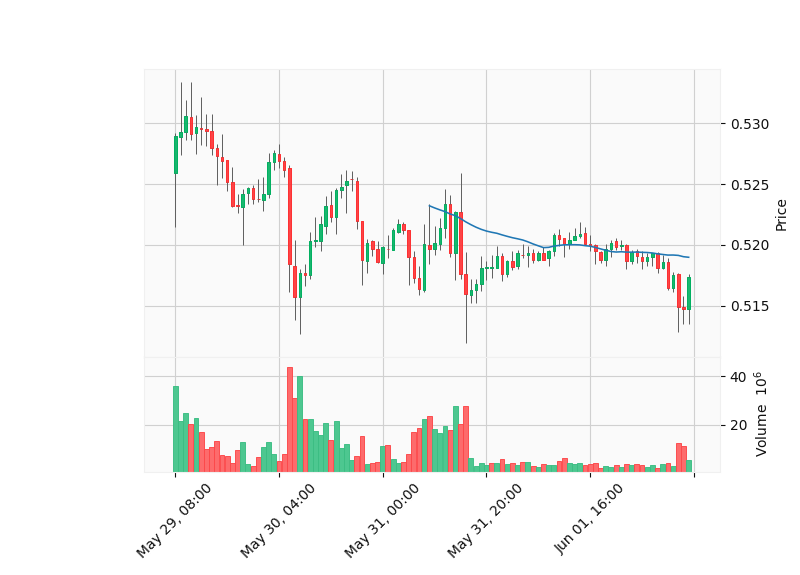 0.530
0.525
0.520
0.515
Price
40
20
Volume 10^6
May 29, 08:00
May 30, 04:00
May 31, 00:00
May 31, 20:00
Jun 01, 16:00